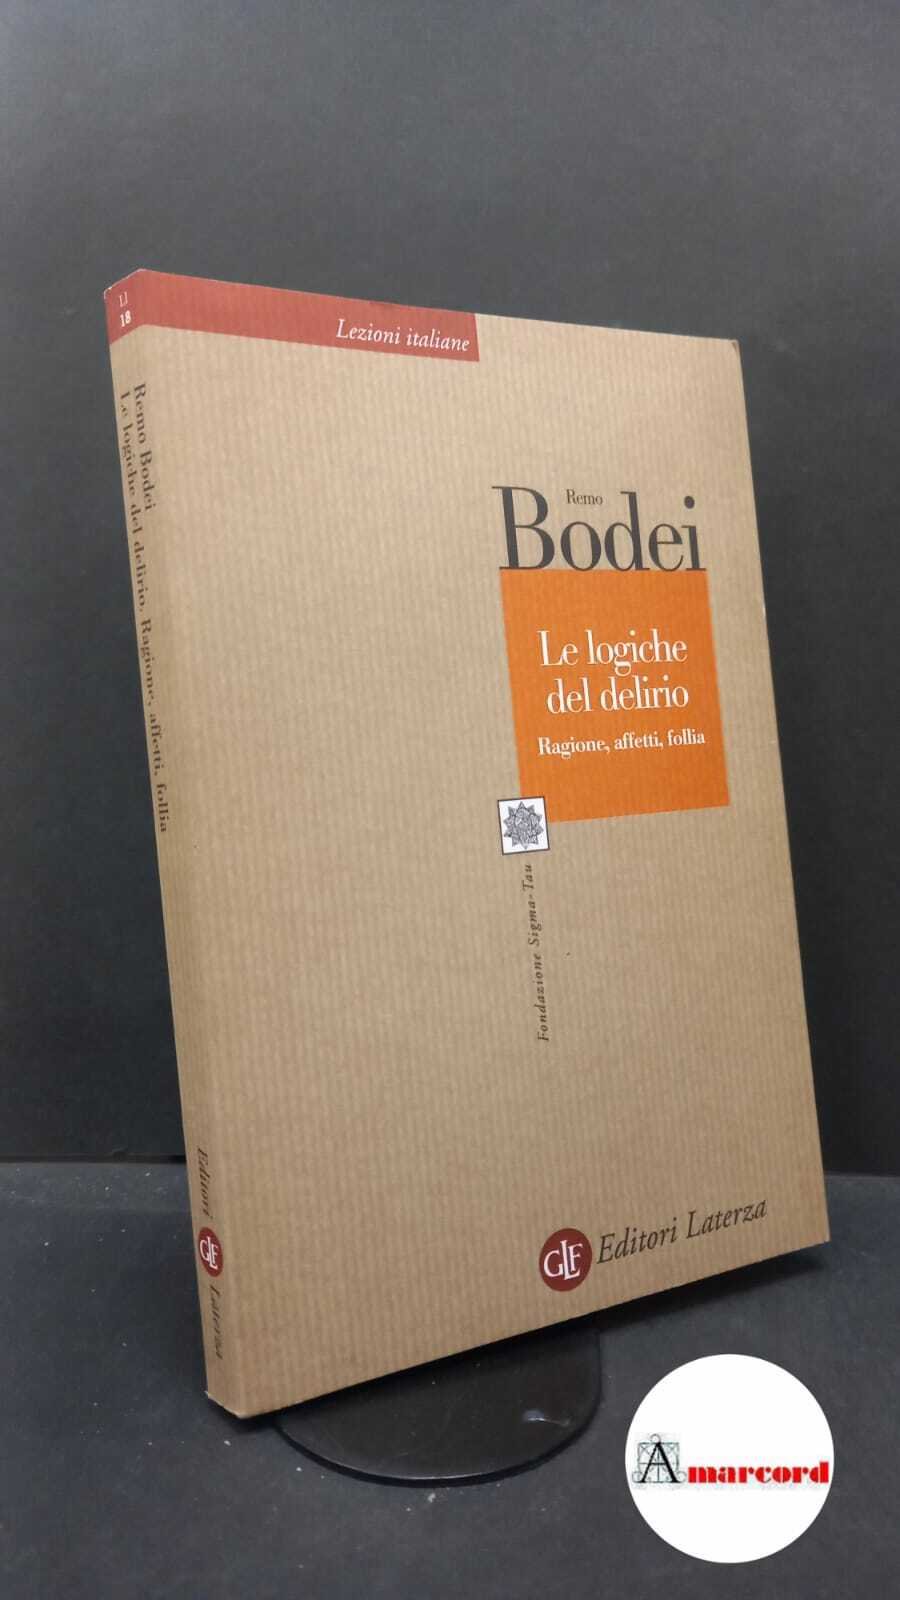 LI
18
Lezioni italiane
Remo Bodei
Le logiche del delirio. Ragione, affetti, follia
Editori
GLF
Laterza
Remo
Bodei
Le logiche
del delirio
Ragione, affetti, follia
Fondazione Sigma-Tau
GLF Editori Laterza
Amarcord